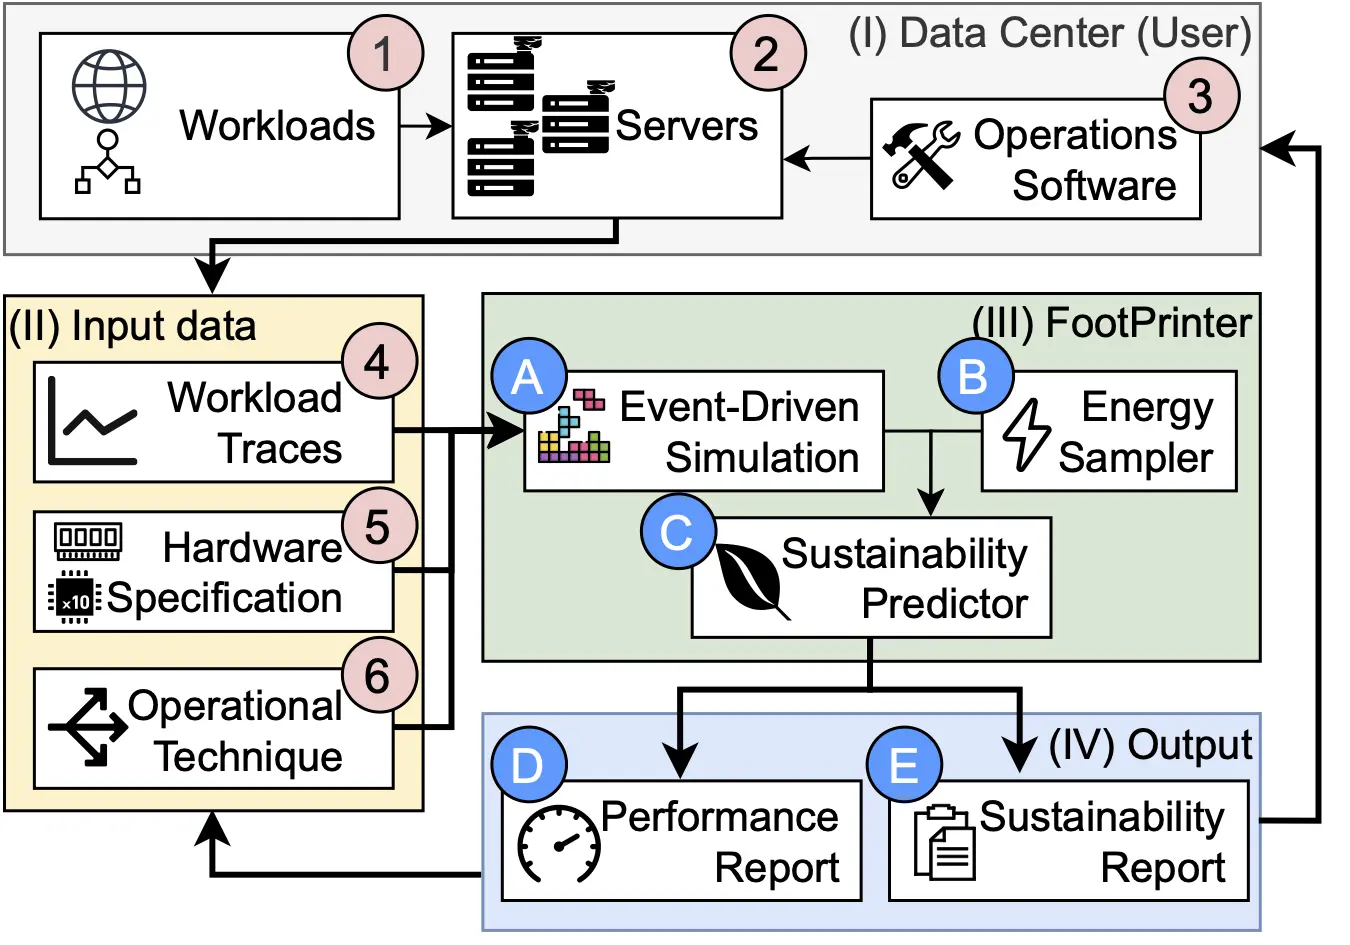 (I) Data Center (User)
1
Workloads
2
Servers
3
Operations
Software
(II) Input data
4
Workload
Traces
5
Hardware
Specification
x10
6
Operational
Technique
(III) FootPrinter
A
Event-Driven
Simulation
B
Energy
Sampler
C
Sustainability
Predictor
(IV) Output
D
Performance
Report
E
Sustainability
Report